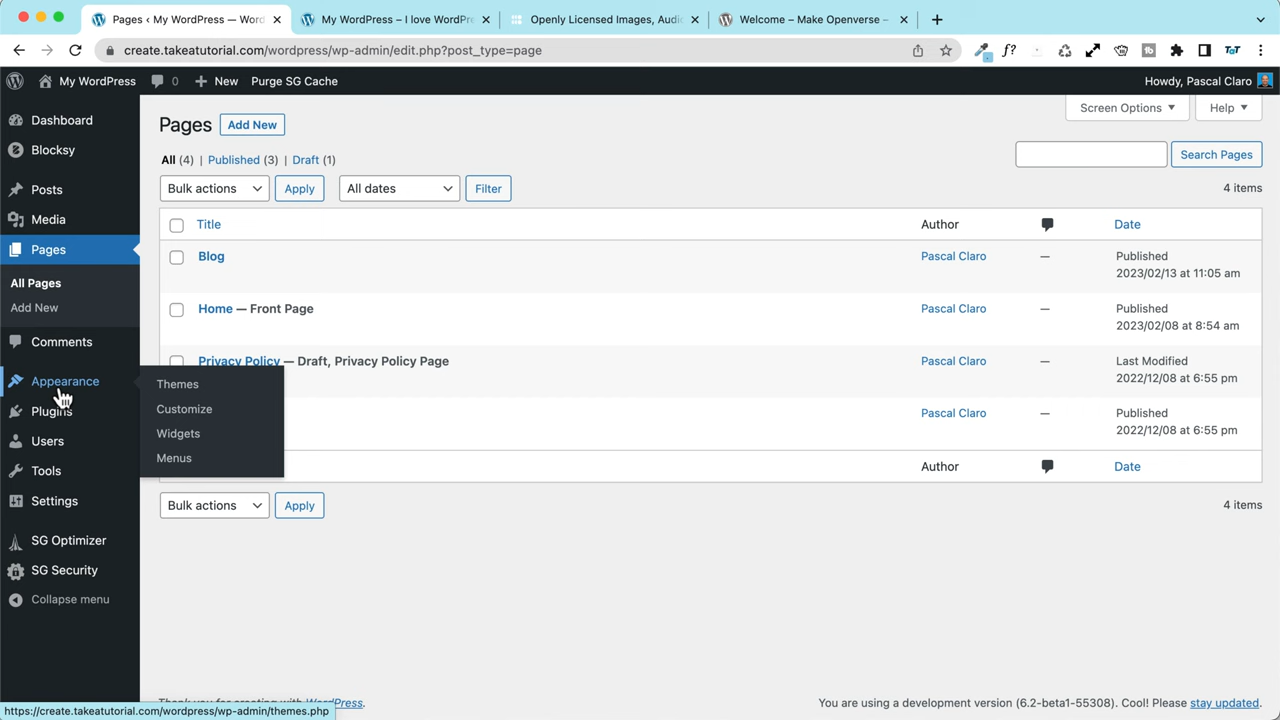 Pages ‹ My WordPress — Word
My WordPress – I love WordPre
Openly Licensed Images, Audi
Welcome – Make Openverse –
create.takeatutorial.com/wordpress/wp-admin/edit.php?post_type=page
My WordPress
0
New
Purge SG Cache
Howdy, Pascal Claro
Dashboard
Blocksy
Posts
Media
Pages
All Pages
Add New
Comments
Appearance
Plugins
Users
Tools
Settings
SG Optimizer
SG Security
Collapse menu
Themes
Customize
Widgets
Menus
Pages
Add New
Screen Options
Help
All (4) | Published (3) | Draft (1)
Search Pages
Bulk actions
Apply
All dates
Filter
4 items
Title
Author
Date
Blog
Pascal Claro
—
Published
2023/02/13 at 11:05 am
Home — Front Page
Pascal Claro
—
Published
2023/02/08 at 8:54 am
Privacy Policy — Draft, Privacy Policy Page
Pascal Claro
—
Last Modified
2022/12/08 at 6:55 pm
Pascal Claro
—
Published
2022/12/08 at 6:55 pm
Author
Date
Bulk actions
Apply
4 items
Thank you for creating with WordPress.
You are using a development version (6.2-beta1-55308). Cool! Please stay updated.
https://create.takeatutorial.com/wordpress/wp-admin/themes.php